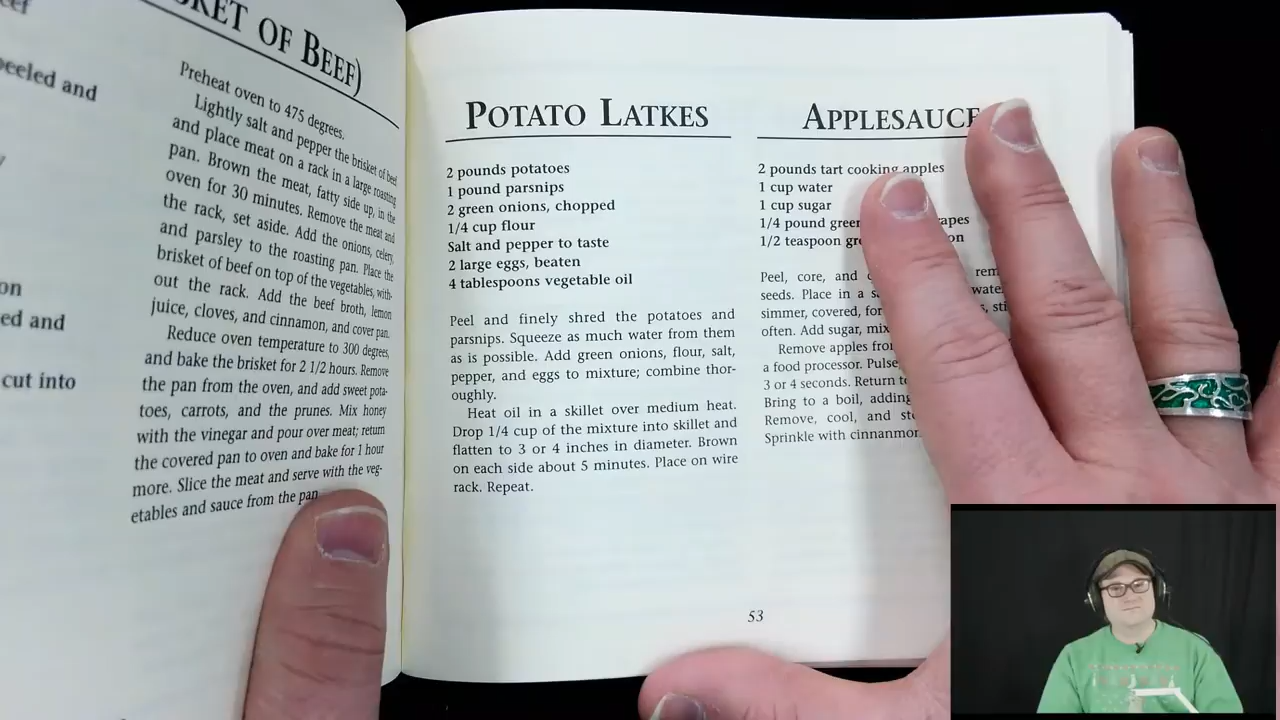 eef
peeled and
on
ed and
cut into
KET OF BEEF)
Preheat oven to 475 degrees.
Lightly salt and pepper the brisket of beef
and place meat on a rack in a large roasting
pan. Brown the meat, fatty side up, in the
oven for 30 minutes. Remove the meat and
the rack, set aside. Add the onions, celery,
and parsley to the roasting pan. Place the
brisket of beef on top of the vegetables, with-
out the rack. Add the beef broth, lemon
juice, cloves, and cinnamon, and cover pan.
Reduce oven temperature to 300 degrees,
and bake the brisket for 2 1/2 hours. Remove
the pan from the oven, and add sweet pota-
toes, carrots, and the prunes. Mix honey
with the vinegar and pour over meat; return
the covered pan to oven and bake for 1 hour
more. Slice the meat and serve with the veg-
etables and sauce from the pan
POTATO LATKES
2 pounds potatoes
1 pound parsnips
2 green onions, chopped
1/4 cup flour
Salt and pepper to taste
2 large eggs, beaten
4 tablespoons vegetable oil
Peel and finely shred the potatoes and
parsnips. Squeeze as much water from them
as is possible. Add green onions, flour, salt,
pepper, and eggs to mixture; combine thor-
oughly.
Heat oil in a skillet over medium heat.
Drop 1/4 cup of the mixture into skillet and
flatten to 3 or 4 inches in diameter. Brown
on each side about 5 minutes. Place on wire
rack. Repeat.
APPLESAUCE
2 pounds tart cooking apples
1 cup water
1 cup sugar
1/4 pound green apes
1/2 teaspoon gr on
Peel, core, and rem
seeds. Place in a s water
simmer, covered, for s, sti
often. Add sugar, mix
Remove apples from
a food processor. Pulse
3 or 4 seconds. Return to
Bring to a boil, adding
Remove, cool, and st
Sprinkle with cinnamon.
53